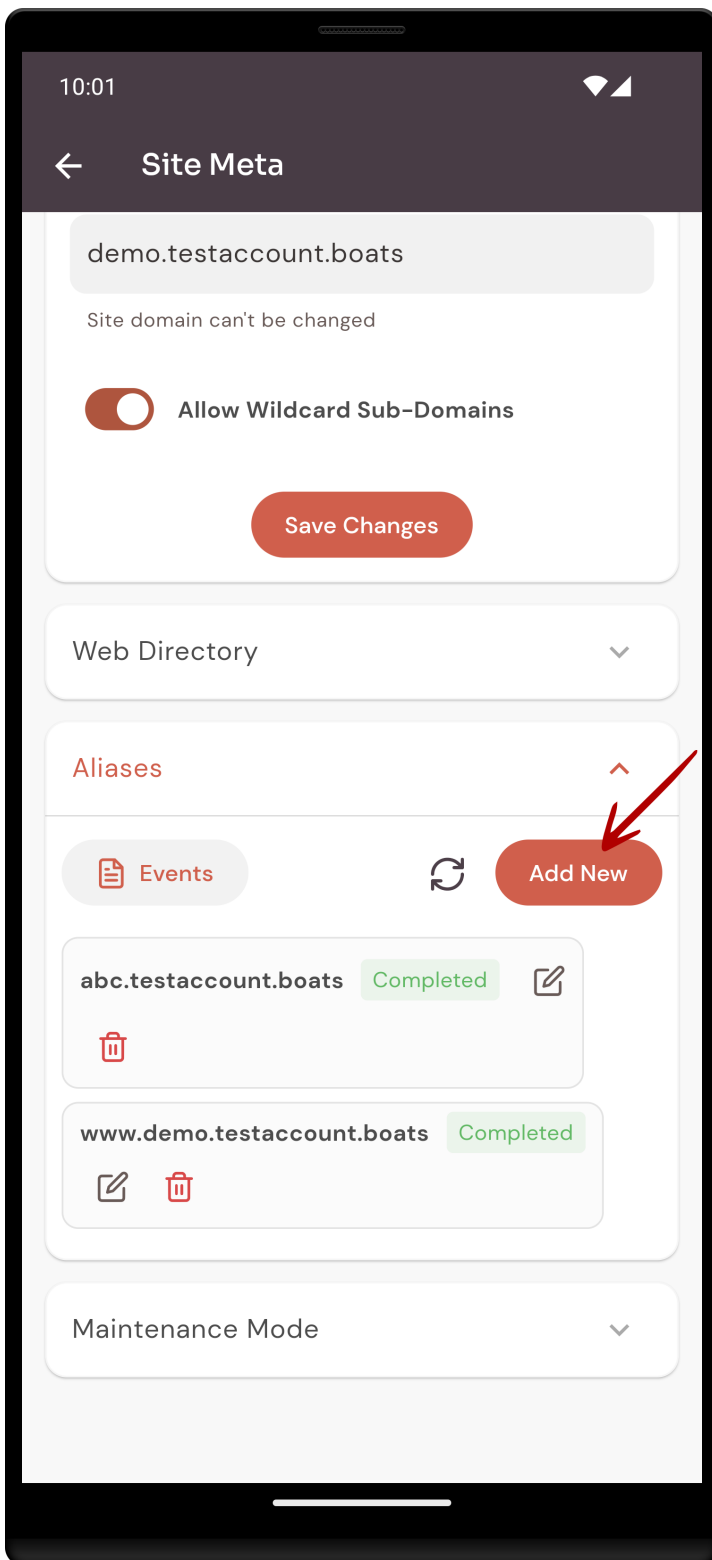 10:01
Site Meta
demo.testaccount.boats
Site domain can't be changed
Allow Wildcard Sub-Domains
Save Changes
Web Directory
Aliases
Events
Add New
abc.testaccount.boats Completed
www.demo.testaccount.boats Completed
Maintenance Mode